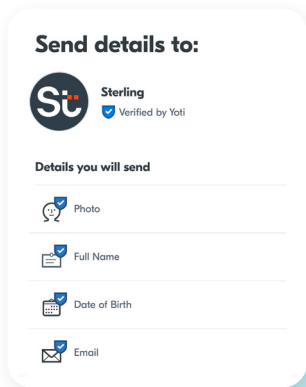 Send details to:
St
Sterling
Verified by Yoti
Details you will send
Photo
Full Name
Date of Birth
Email